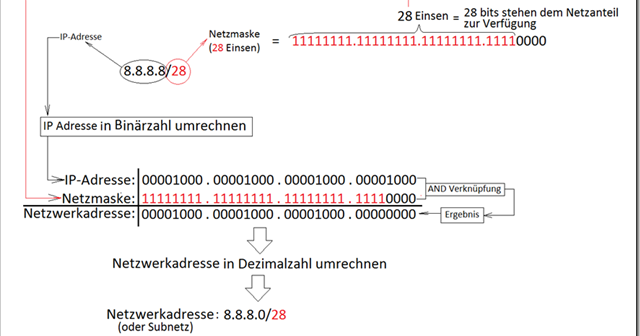 28 Einsen = 28 bits stehen dem Netzanteil
zur Verfügung
IP-Adresse
Netzmaske
(28 Einsen)
= 11111111.11111111.11111111.11110000
8.8.8.8/28
IP Adresse in Binärzahl umrechnen
IP-Adresse: 00001000 . 00001000 . 00001000 . 00001000
Netzmaske: 11111111 . 11111111 . 11111111 . 11110000
AND Verknüpfung
Netzwerkadresse: 00001000 . 00001000 . 00001000 . 00000000
Ergebnis
Netzwerkadresse in Dezimalzahl umrechnen
Netzwerkadresse: 8.8.8.0/28
(oder Subnetz)